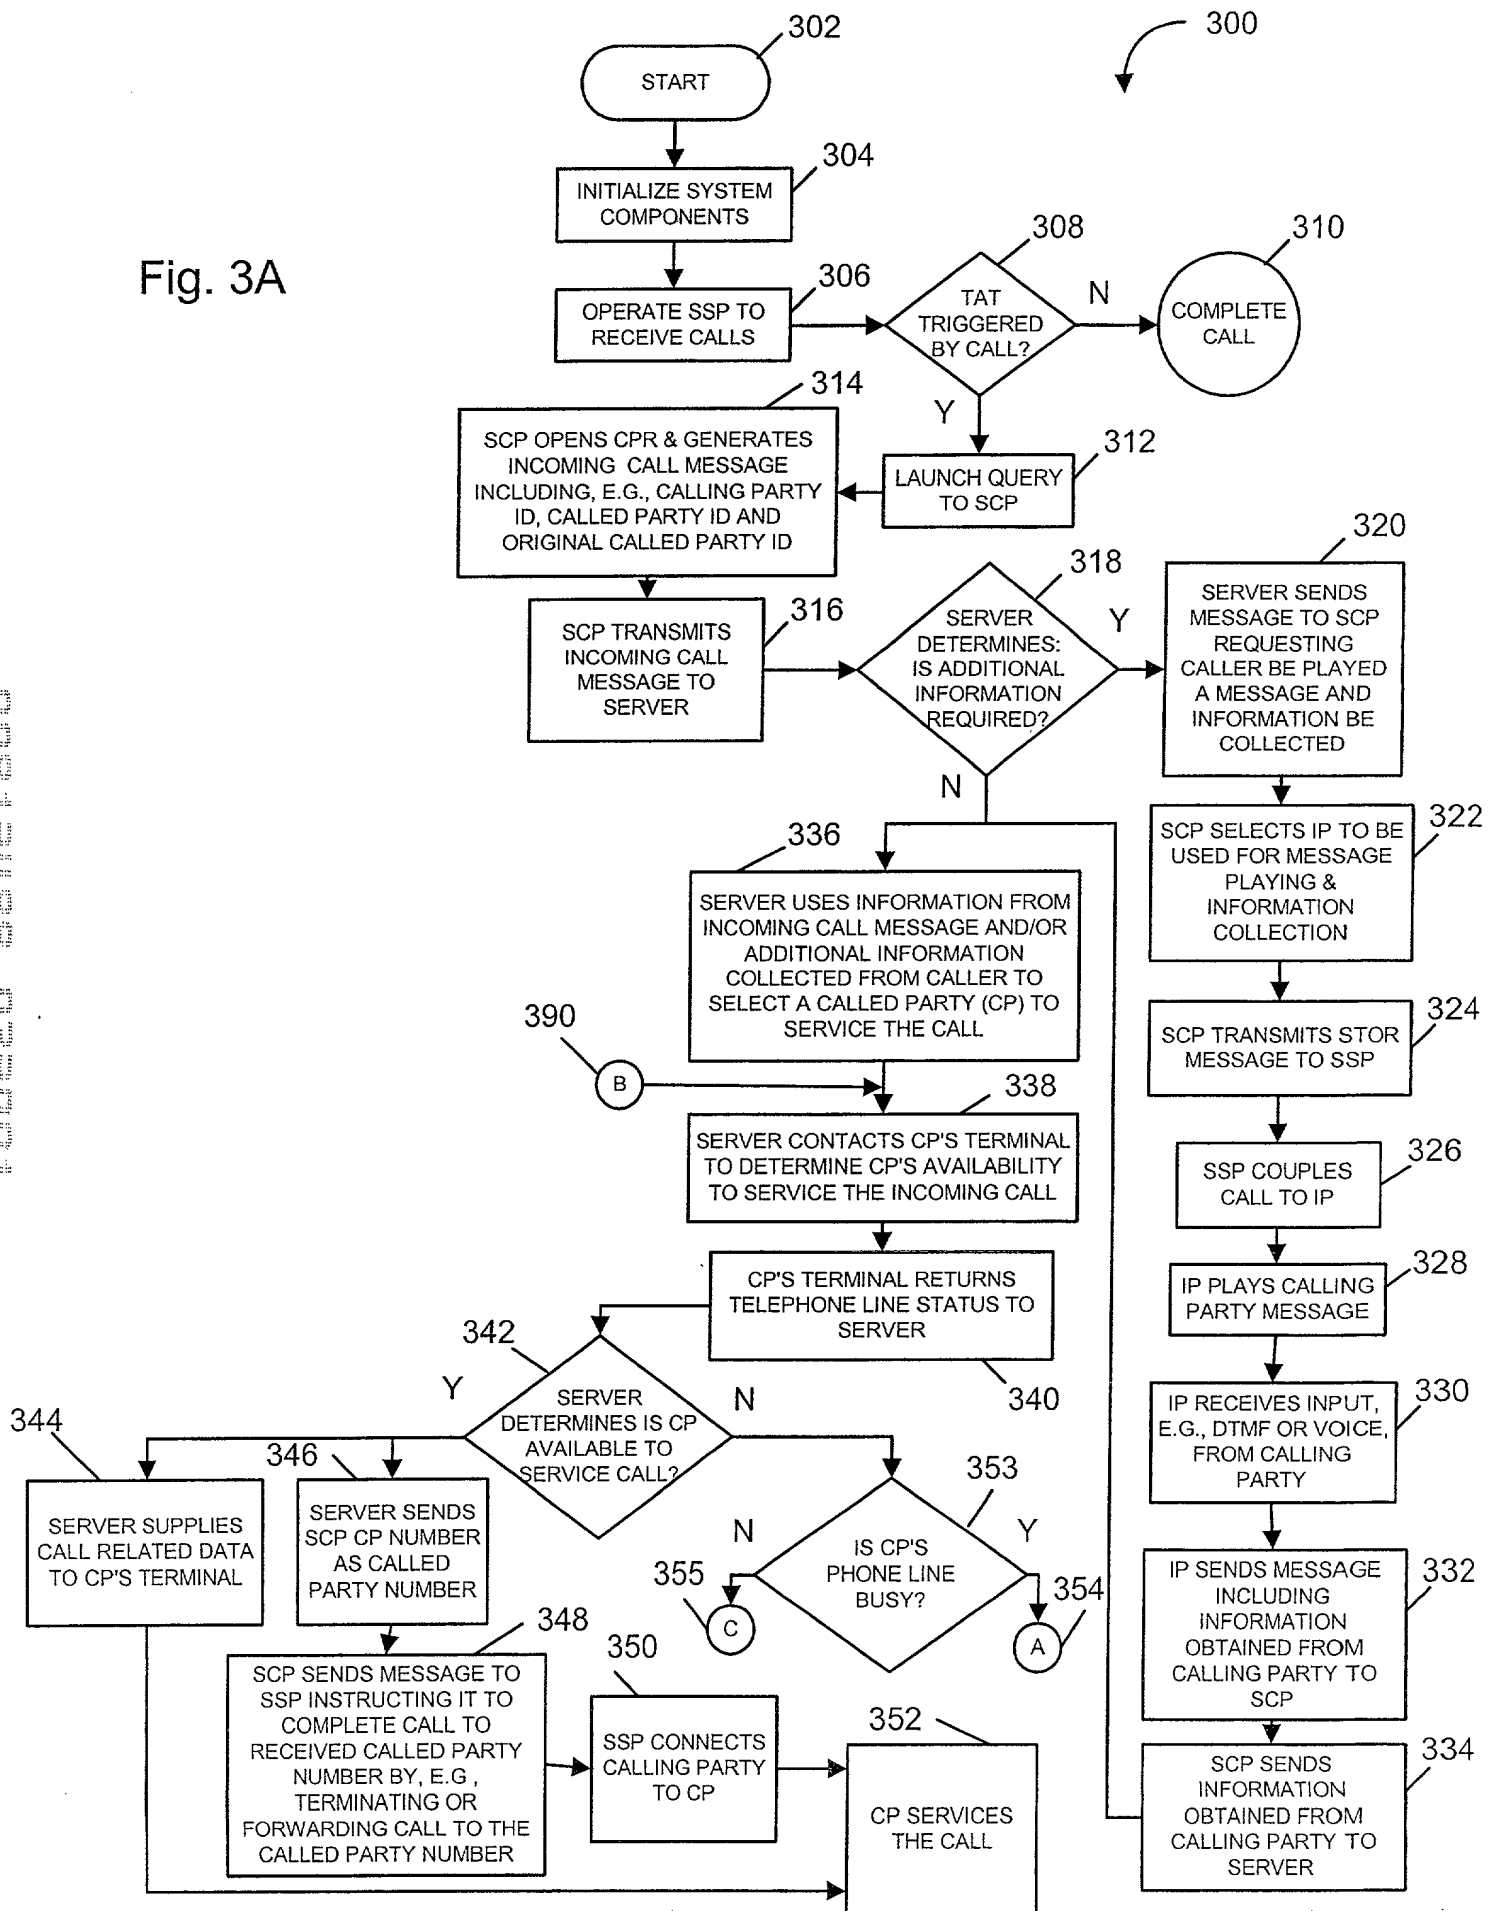 302
300
START
304
INITIALIZE SYSTEM
COMPONENTS
Fig. 3A
306
OPERATE SSP TO
RECEIVE CALLS
308
TAT
TRIGGERED
BY CALL?
N
Y
310
COMPLETE
CALL
312
LAUNCH QUERY
TO SCP
314
SCP OPENS CPR & GENERATES
INCOMING CALL MESSAGE
INCLUDING, E.G., CALLING PARTY
ID, CALLED PARTY ID AND
ORIGINAL CALLED PARTY ID
316
SCP TRANSMITS
INCOMING CALL
MESSAGE TO
SERVER
318
SERVER
DETERMINES:
IS ADDITIONAL
INFORMATION
REQUIRED?
Y
N
320
SERVER SENDS
MESSAGE TO SCP
REQUESTING
CALLER BE PLAYED
A MESSAGE AND
INFORMATION BE
COLLECTED
322
SCP SELECTS IP TO BE
USED FOR MESSAGE
PLAYING &
INFORMATION
COLLECTION
324
SCP TRANSMITS STOR
MESSAGE TO SSP
326
SSP COUPLES
CALL TO IP
328
IP PLAYS CALLING
PARTY MESSAGE
330
IP RECEIVES INPUT,
E.G., DTMF OR VOICE,
FROM CALLING
PARTY
332
IP SENDS MESSAGE
INCLUDING
INFORMATION
OBTAINED FROM
CALLING PARTY TO
SCP
334
SCP SENDS
INFORMATION
OBTAINED FROM
CALLING PARTY TO
SERVER
336
SERVER USES INFORMATION FROM
INCOMING CALL MESSAGE AND/OR
ADDITIONAL INFORMATION
COLLECTED FROM CALLER TO
SELECT A CALLED PARTY (CP) TO
SERVICE THE CALL
390
B
338
SERVER CONTACTS CP'S TERMINAL
TO DETERMINE CP'S AVAILABILITY
TO SERVICE THE INCOMING CALL
CP'S TERMINAL RETURNS
TELEPHONE LINE STATUS TO
SERVER
340
342
SERVER
DETERMINES IS CP
AVAILABLE TO
SERVICE CALL?
Y
N
344
SERVER SUPPLIES
CALL RELATED DATA
TO CP'S TERMINAL
346
SERVER SENDS
SCP CP NUMBER
AS CALLED
PARTY NUMBER
348
SCP SENDS MESSAGE TO
SSP INSTRUCTING IT TO
COMPLETE CALL TO
RECEIVED CALLED PARTY
NUMBER BY, E.G.,
TERMINATING OR
FORWARDING CALL TO THE
CALLED PARTY NUMBER
350
SSP CONNECTS
CALLING PARTY
TO CP
352
CP SERVICES
THE CALL
353
IS CP'S
PHONE LINE
BUSY?
N
Y
355
C
354
A